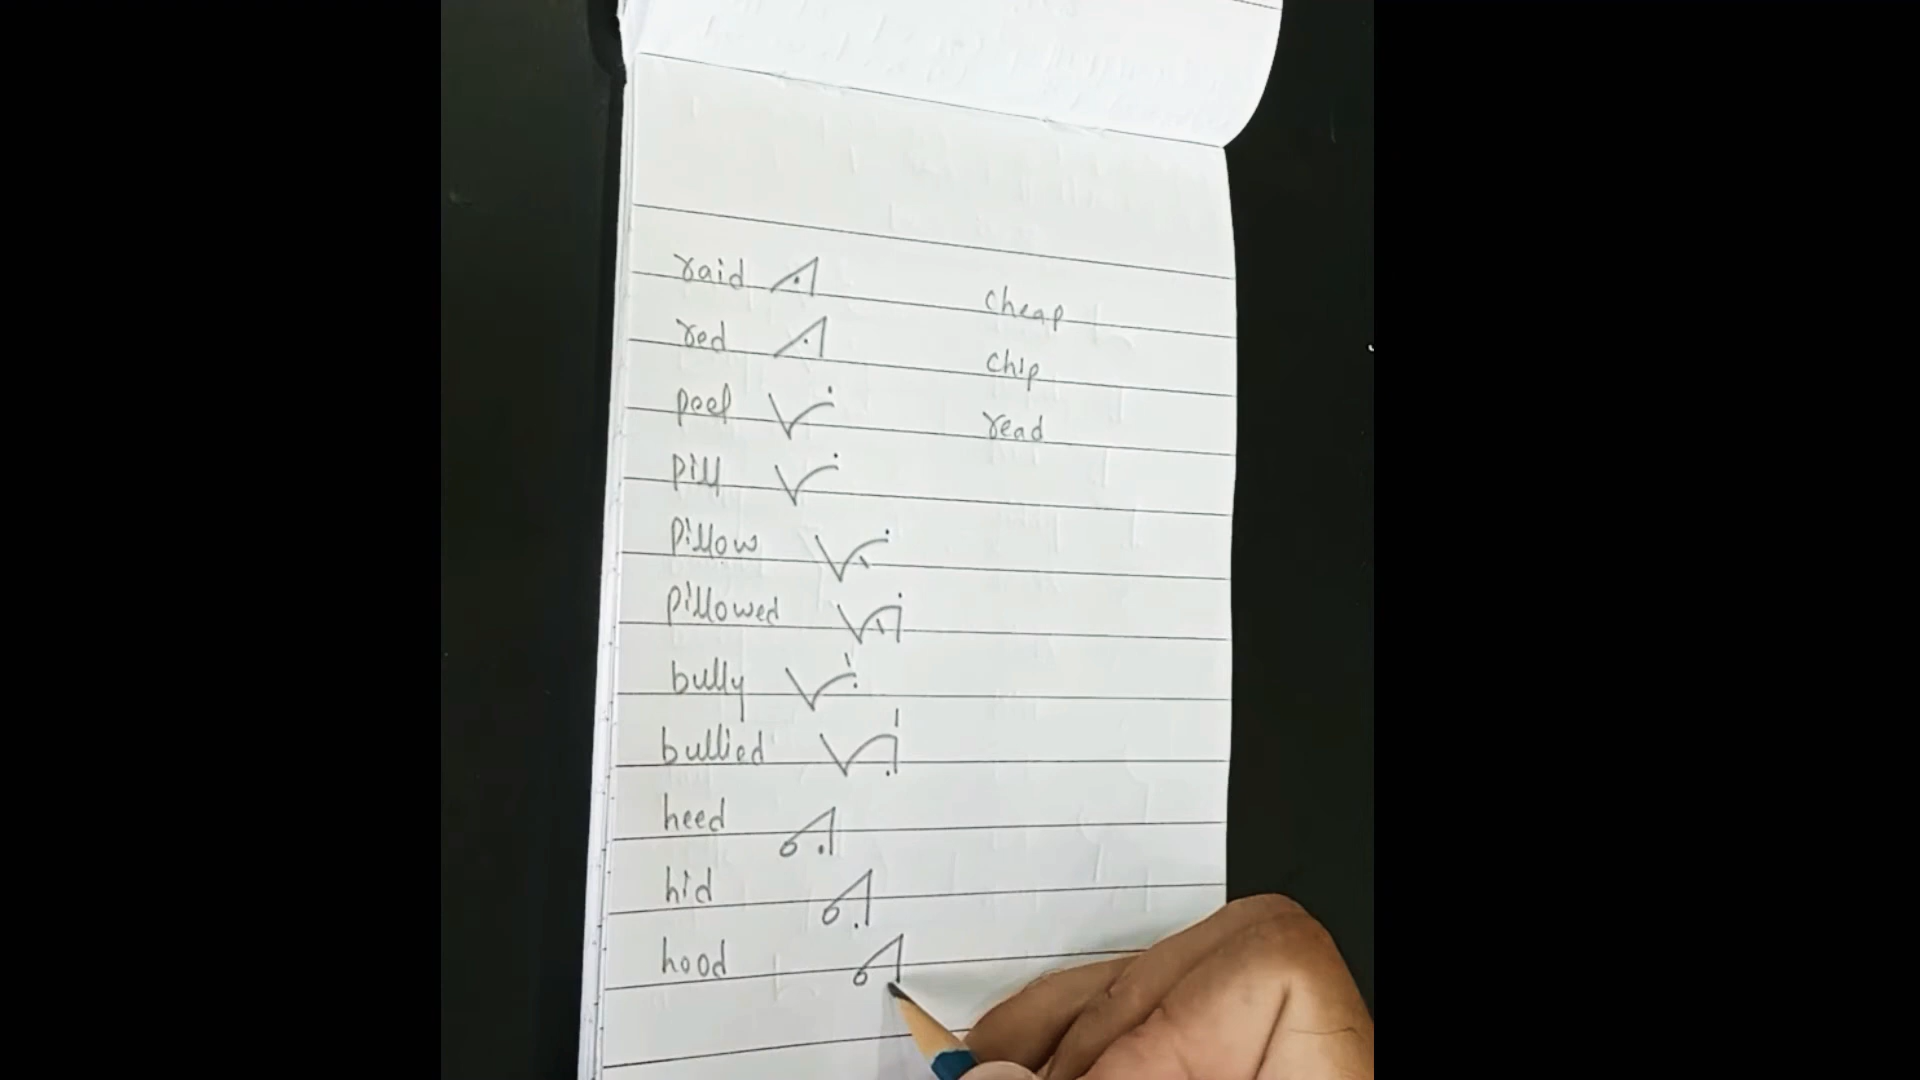 raid
red
peel
pill
pillow
pillowed
bully
bullied
heed
hid
hood
cheap
chip
read